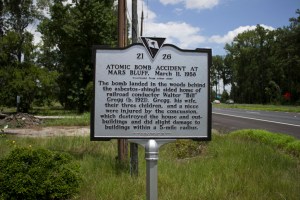 21 26
ATOMIC BOMB ACCIDENT AT
MARS BLUFF, March 11, 1958
The bomb landed in the woods behind
the asbestos-shingle sided home of
railroad conductor Walter "Bill"
Gregg (b. 1921). Gregg, his wife,
their three children, and a niece
were injured by the concussion,
which destroyed the house and out-
buildings and did slight damage to
buildings within a 5-mile radius.